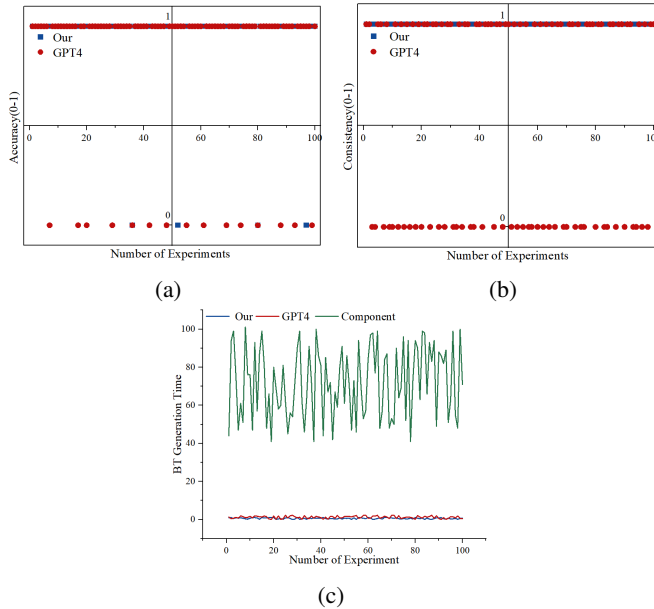 1
Our
GPT4
Accuracy(0-1)
0 20 40 60 80 100
0
Number of Experiments
(a)
1
Our
GPT4
Consistency(0-1)
0 20 40 60 80 100
0
Number of Experiments
(b)
Our GPT4 Component
100
80
60
40
20
0
BT Generation Time
0 20 40 60 80 100
Number of Experiment
(c)